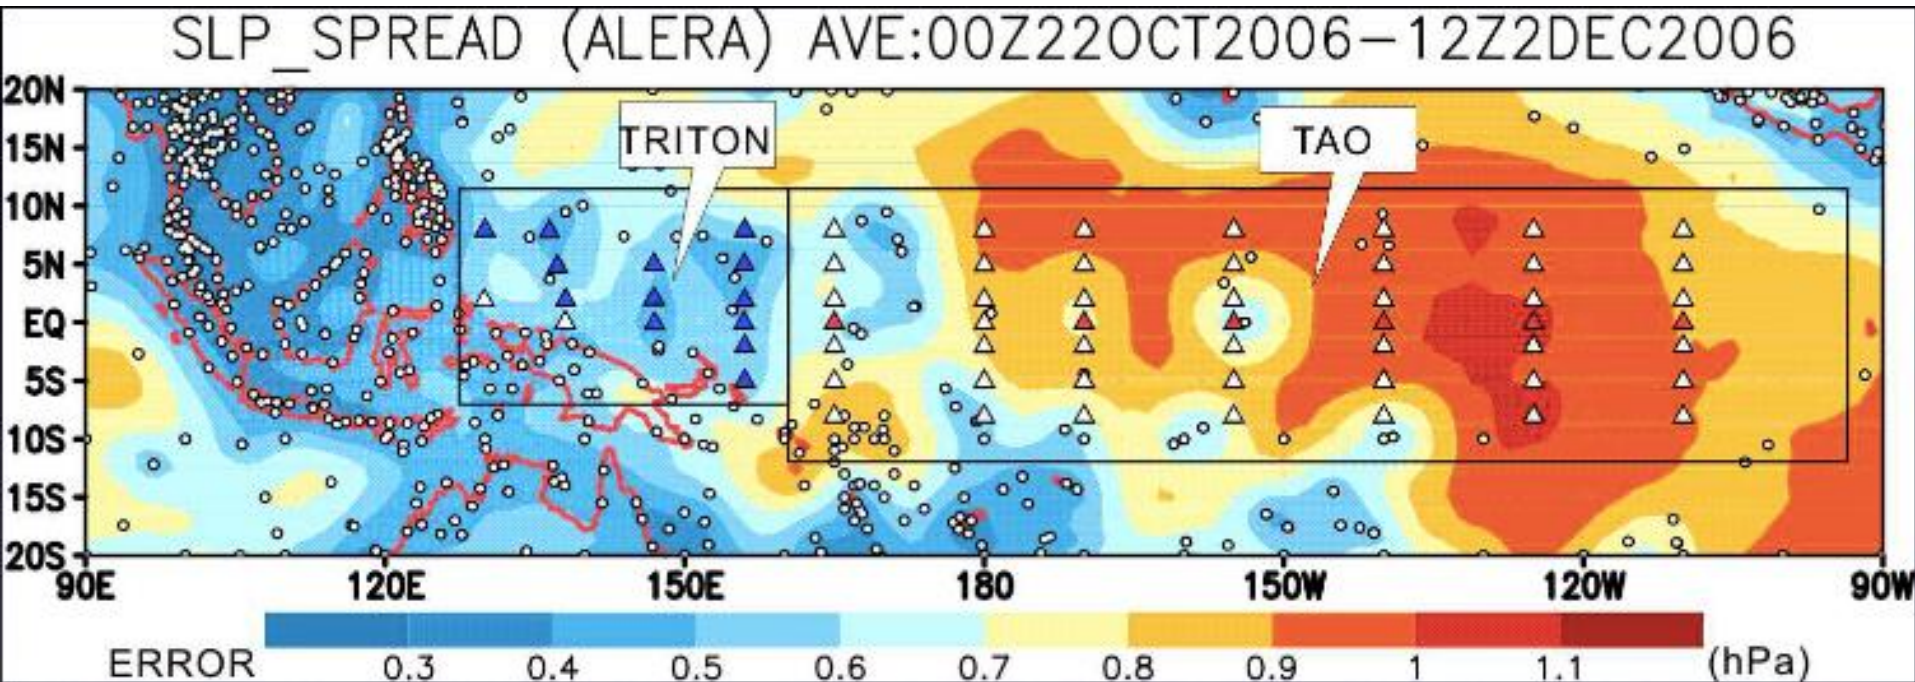 SLP_SPREAD (ALERA) AVE:00Z22OCT2006-12Z2DEC2006
20N
15N
10N
5N
EQ
5S
10S
15S
20S
TRITON
TAO
90E 120E 150E 180 150W 120W 90W
ERROR 0.3 0.4 0.5 0.6 0.7 0.8 0.9 1 1.1 (hPa)